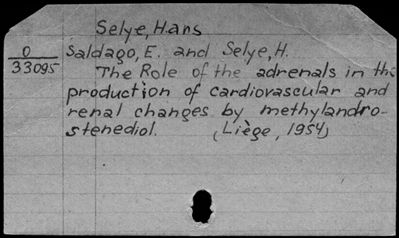 Selye, Hans
O
33095
Saldago, E. and Selye, H.
The Role of the adrenals in the
production of cardiovascular and
renal changes by methylandro-
stenediol. (Liège, 1954)